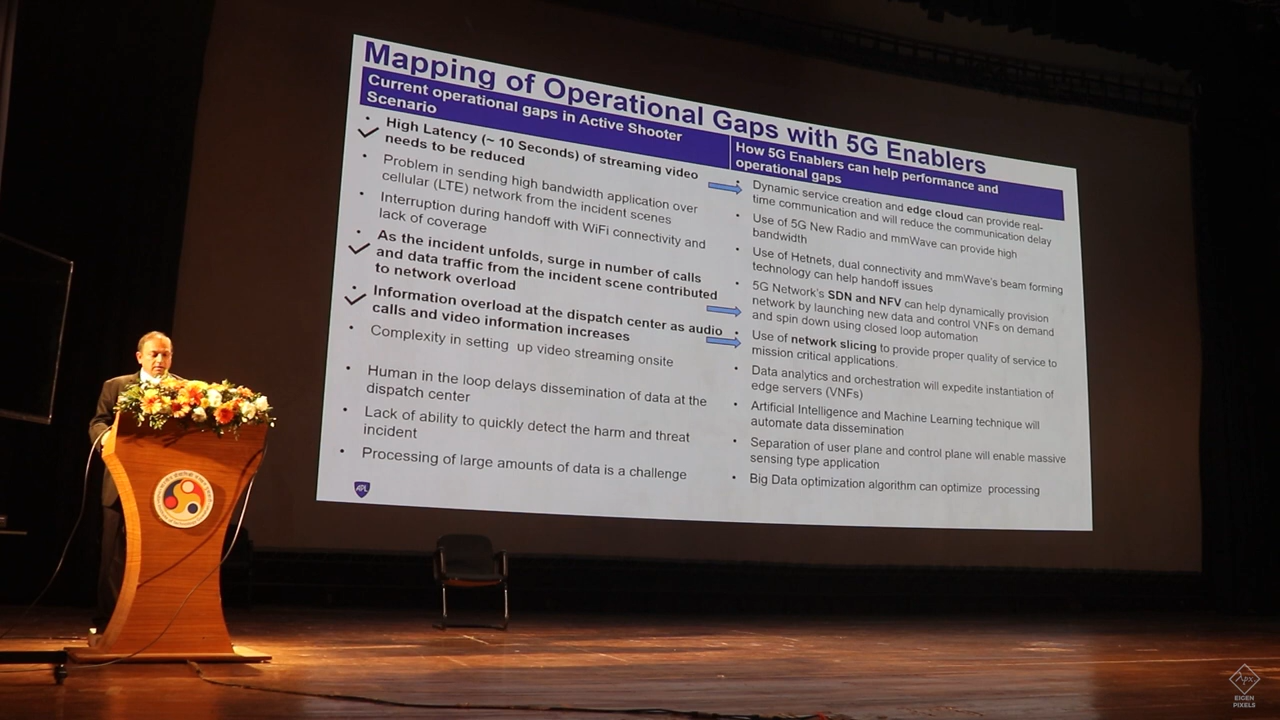 Mapping of Operational Gaps with 5G Enablers
Current operational gaps in Active Shooter
Scenario
High Latency (~ 10 Seconds) of streaming video
needs to be reduced
Problem in sending high bandwidth application over
cellular (LTE) network from the incident scenes
Interruption during handoff with WiFi connectivity and
lack of coverage
As the incident unfolds, surge in number of calls
and data traffic from the incident scene contributed
to network overload
Information overload at the dispatch center as audio
calls and video information increases
Complexity in setting up video streaming onsite
Human in the loop delays dissemination of data at the
dispatch center
Lack of ability to quickly detect the harm and threat
incident
Processing of large amounts of data is a challenge
How 5G Enablers can help performance and
operational gaps
Dynamic service creation and edge cloud can provide real-
time communication and will reduce the communication delay
Use of 5G New Radio and mmWave can provide high
bandwidth
Use of Hetnets, dual connectivity and mmWave's beam forming
technology can help handoff issues
5G Network's SDN and NFV can help dynamically provision
network by launching new data and control VNFs on demand
and spin down using closed loop automation
Use of network slicing to provide proper quality of service to
mission critical applications.
Data analytics and orchestration will expedite instantiation of
edge servers (VNFs)
Artificial Intelligence and Machine Learning technique will
automate data dissemination
Separation of user plane and control plane will enable massive
sensing type application
Big Data optimization algorithm can optimize processing
APL
EIGEN
PIXELS